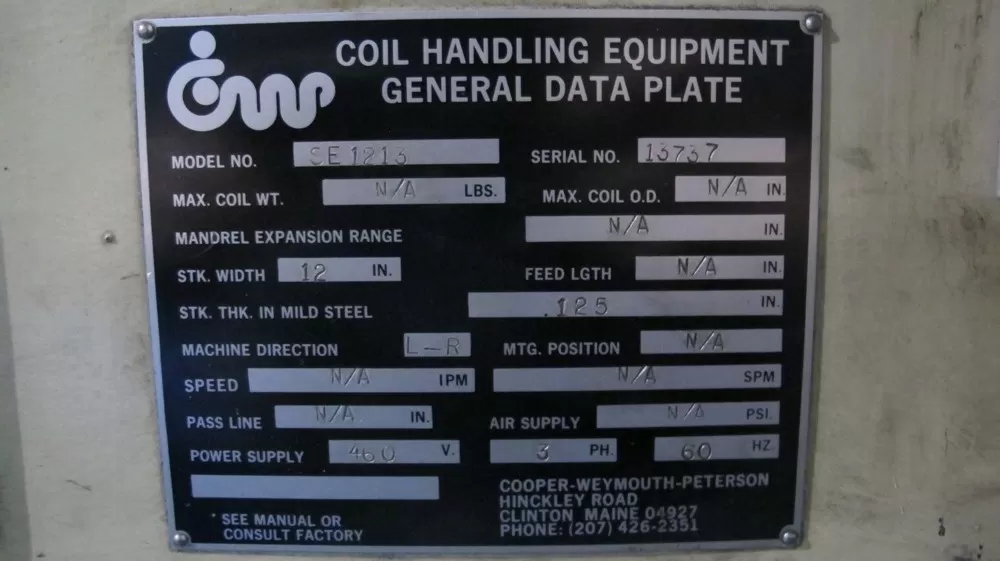 cwp COIL HANDLING EQUIPMENT
GENERAL DATA PLATE
MODEL NO. SE1213 SERIAL NO. 13737
MAX. COIL WT. N/A LBS. MAX. COIL O.D. N/A IN.
MANDREL EXPANSION RANGE N/A IN.
STK. WIDTH 12 IN. FEED LGTH N/A IN.
STK. THK. IN MILD STEEL .125 IN.
MACHINE DIRECTION L-R MTG. POSITION N/A
SPEED N/A IPM N/A SPM
PASS LINE N/A IN. AIR SUPPLY N/A PSI.
POWER SUPPLY 460 V. 3 PH. 60 HZ
SEE MANUAL OR
CONSULT FACTORY
COOPER-WEYMOUTH-PETERSON
HINCKLEY ROAD
CLINTON MAINE 04927
PHONE: (207) 426-2351